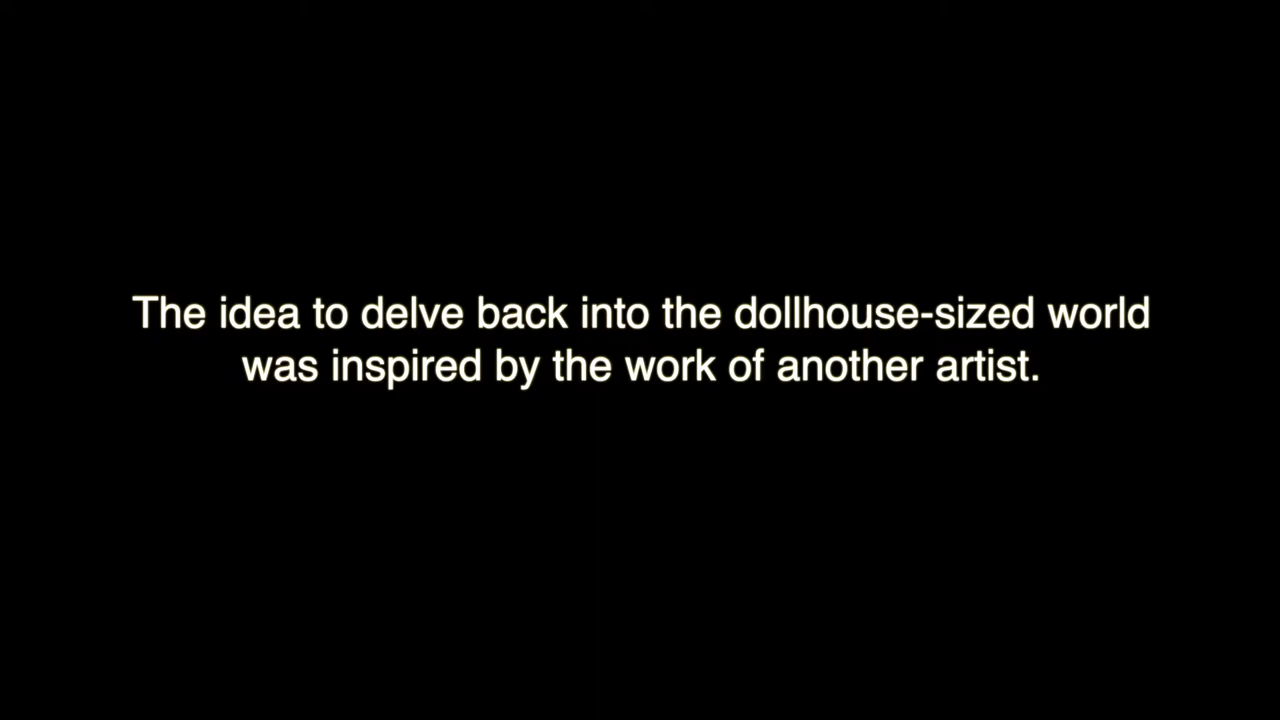 The idea to delve back into the dollhouse-sized world
was inspired by the work of another artist.